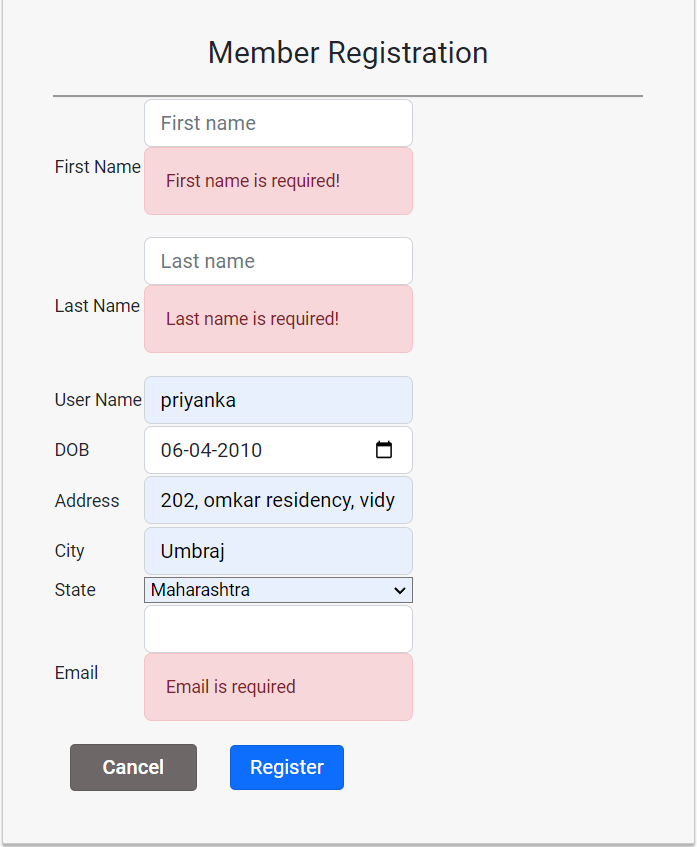 Member Registration
First name
First Name
First name is required!
Last name
Last Name
Last name is required!
User Name priyanka
DOB 06-04-2010
Address 202, omkar residency, vidy
City Umbraj
State Maharashtra
Email
Email is required
Cancel Register